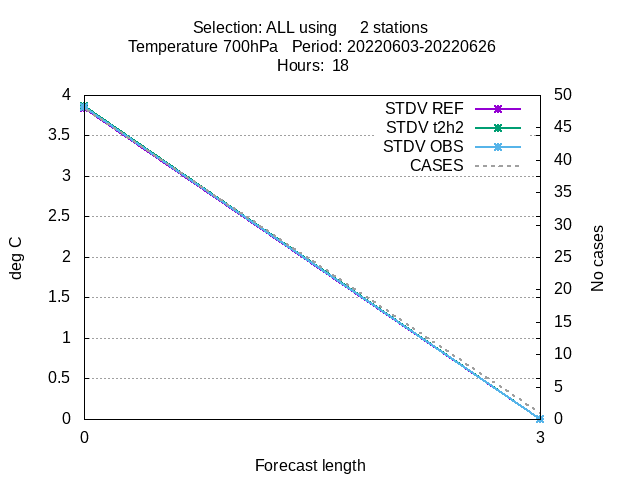 Selection: ALL using     2 stations
Temperature 700hPa   Period: 20220603-20220626
Hours:  18
STDV REF
STDV t2h2
STDV OBS
CASES
4
3.5
3
2.5
2
1.5
1
0.5
0
50
45
40
35
30
25
20
15
10
5
0
deg C
No cases
0
3
Forecast length